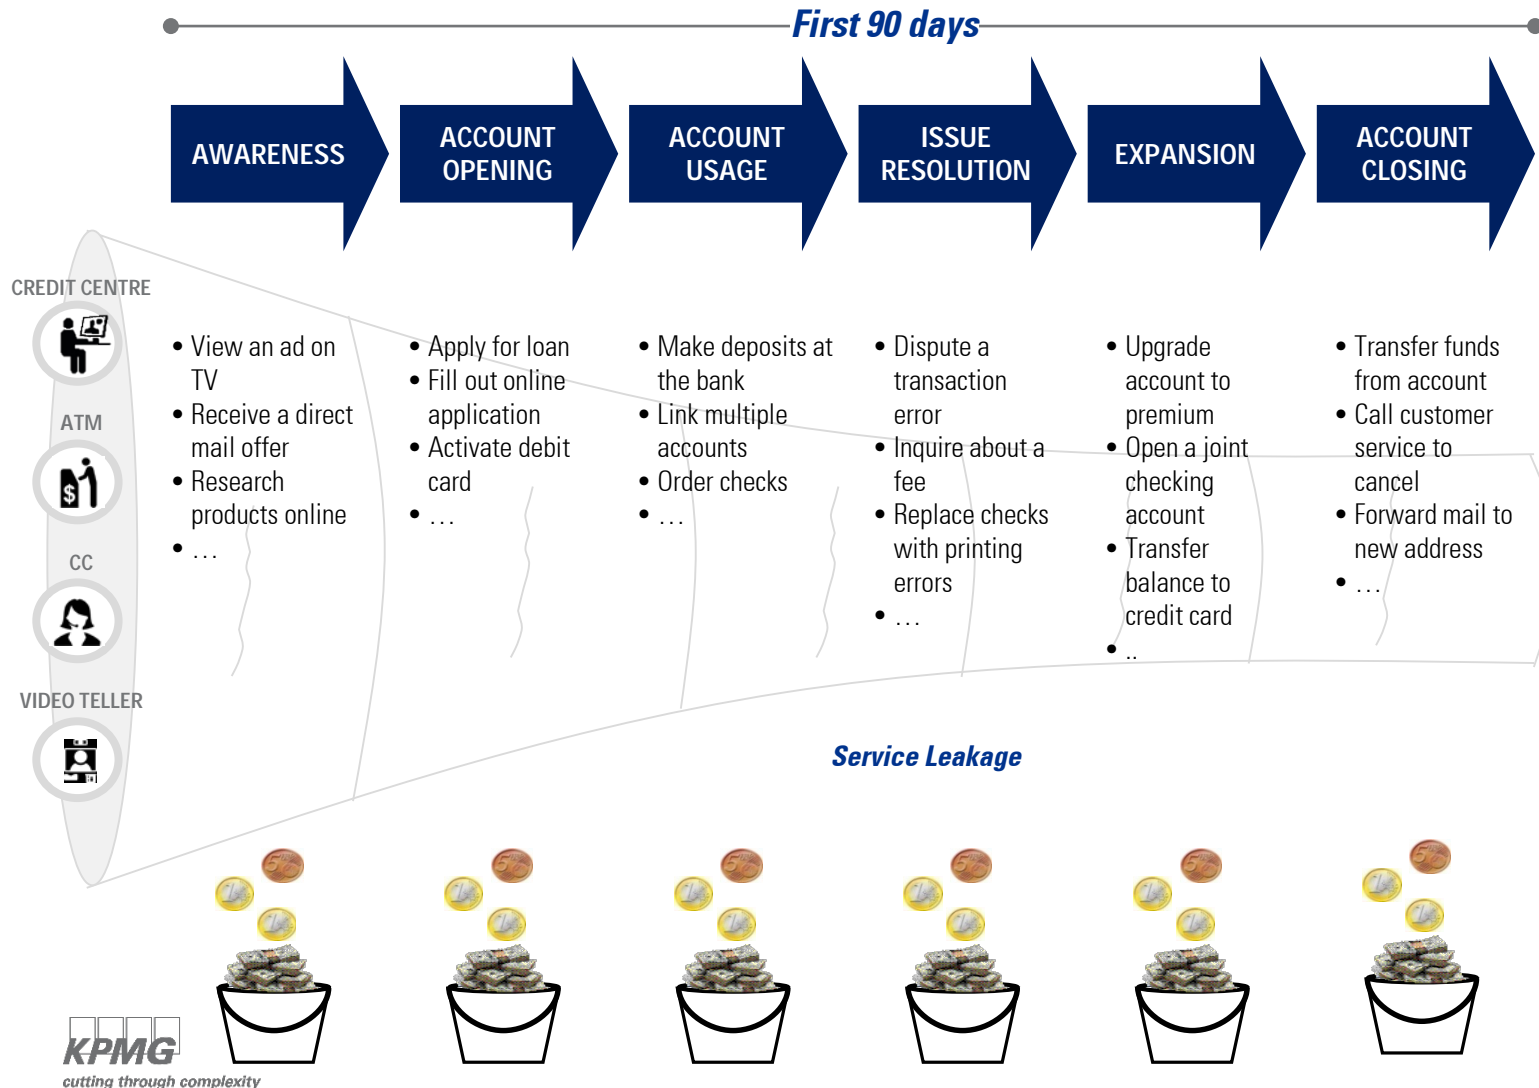 First 90 days
AWARENESS
ACCOUNT
OPENING
ACCOUNT
USAGE
ISSUE
RESOLUTION
EXPANSION
ACCOUNT
CLOSING
CREDIT CENTRE
ATM
CC
VIDEO TELLER
• View an ad on
TV
• Receive a direct
mail offer
• Research
products online
• ...
• Apply for loan
• Fill out online
application
• Activate debit
card
• ...
• Make deposits at
the bank
• Link multiple
accounts
• Order checks
• ...
• Dispute a
transaction
error
• Inquire about a
fee
• Replace checks
with printing
errors
• ...
• Upgrade
account to
premium
• Open a joint
checking
account
• Transfer
balance to
credit card
• ..
• Transfer funds
from account
• Call customer
service to
cancel
• Forward mail to
new address
• ...
Service Leakage
KPMG
cutting through complexity